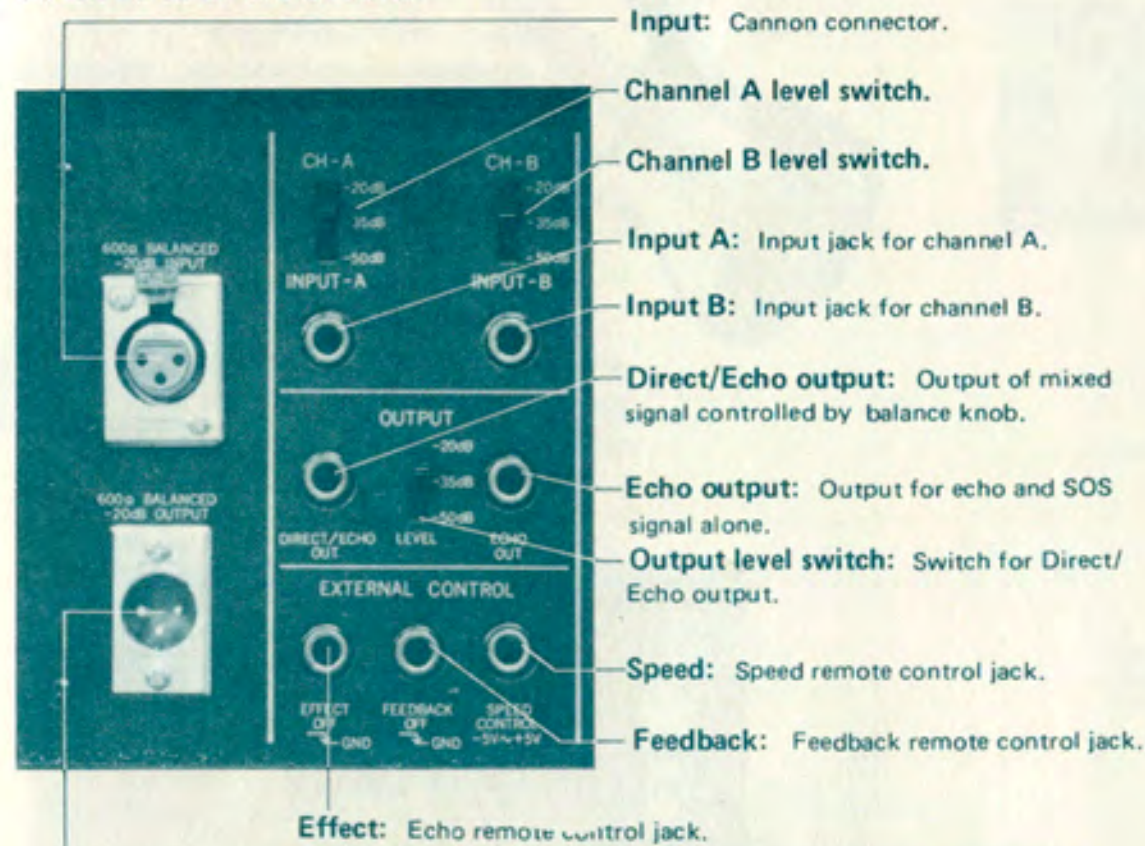 Input: Cannon connector.
Channel A level switch.
Channel B level switch.
Input A: Input jack for channel A.
Input B: Input jack for channel B.
Direct/Echo output: Output of mixed
signal controlled by balance knob.
Echo output: Output for echo and SOS
signal alone.
Output level switch: Switch for Direct/
Echo output.
Speed: Speed remote control jack.
Feedback: Feedback remote control jack.
Effect: Echo remote control jack.
CH-A
-20dB
35dB
-50dB
INPUT-A
CH-B
-20dB
-35dB
-50dB
INPUT-B
600Ω BALANCED
-20dB INPUT
OUTPUT
-20dB
-35dB
-50dB
DIRECT/ECHO
OUT
LEVEL
ECHO
OUT
600Ω BALANCED
-20dB OUTPUT
EXTERNAL CONTROL
EFFECT
OFF
GND
FEEDBACK
OFF
GND
SPEED
CONTROL
-5V~+5V